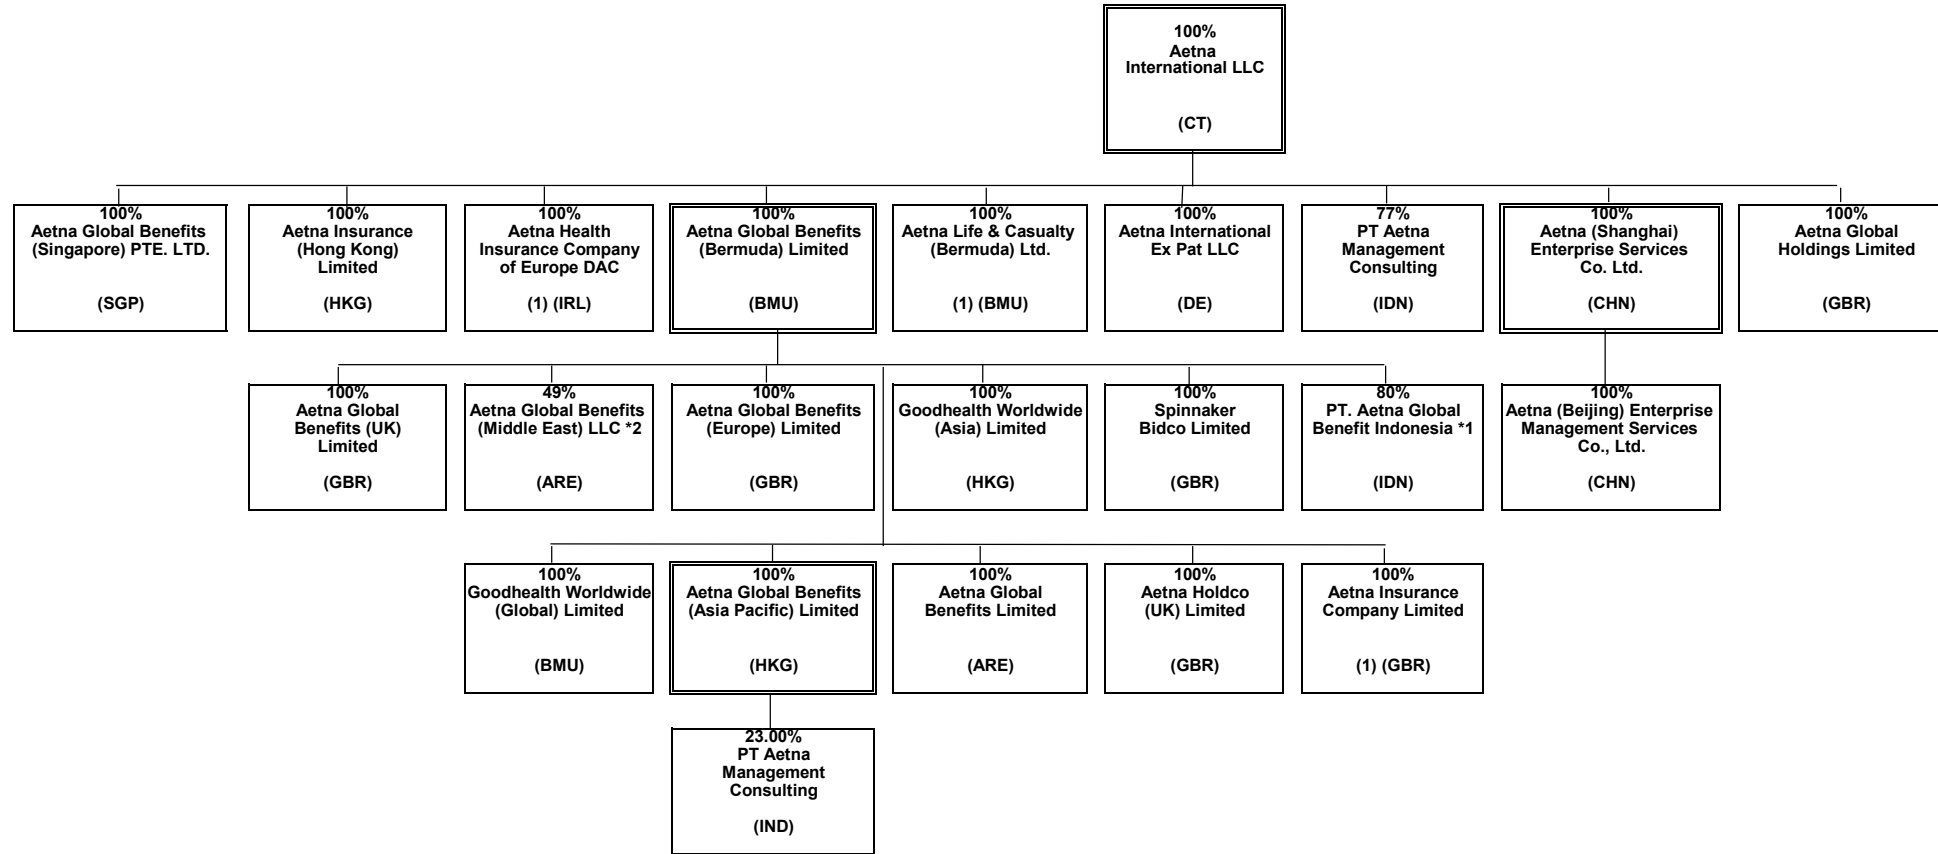 100%
Aetna
International LLC
(CT)
100%
Aetna Global Benefits
(Singapore) PTE. LTD.
(SGP)
100%
Aetna Insurance
(Hong Kong)
Limited
(HKG)
100%
Aetna Health
Insurance Company
of Europe DAC
(1) (IRL)
100%
Aetna Global Benefits
(Bermuda) Limited
(BMU)
100%
Aetna Life & Casualty
(Bermuda) Ltd.
(1) (BMU)
100%
Aetna International
Ex Pat LLC
(DE)
77%
PT Aetna
Management
Consulting
(IDN)
100%
Aetna (Shanghai)
Enterprise Services
Co. Ltd.
(CHN)
100%
Aetna Global
Holdings Limited
(GBR)
100%
Aetna Global
Benefits (UK)
Limited
(GBR)
49%
Aetna Global Benefits
(Middle East) LLC *2
(ARE)
100%
Aetna Global Benefits
(Europe) Limited
(GBR)
100%
Goodhealth Worldwide
(Asia) Limited
(HKG)
100%
Spinnaker
Bidco Limited
(GBR)
80%
PT. Aetna Global
Benefit Indonesia *1
(IDN)
100%
Aetna (Beijing) Enterprise
Management Services
Co., Ltd.
(CHN)
100%
Goodhealth Worldwide
(Global) Limited
(BMU)
100%
Aetna Global Benefits
(Asia Pacific) Limited
(HKG)
100%
Aetna Global
Benefits Limited
(ARE)
100%
Aetna Holdco
(UK) Limited
(GBR)
100%
Aetna Insurance
Company Limited
(1) (GBR)
23.00%
PT Aetna
Management
Consulting
(IND)